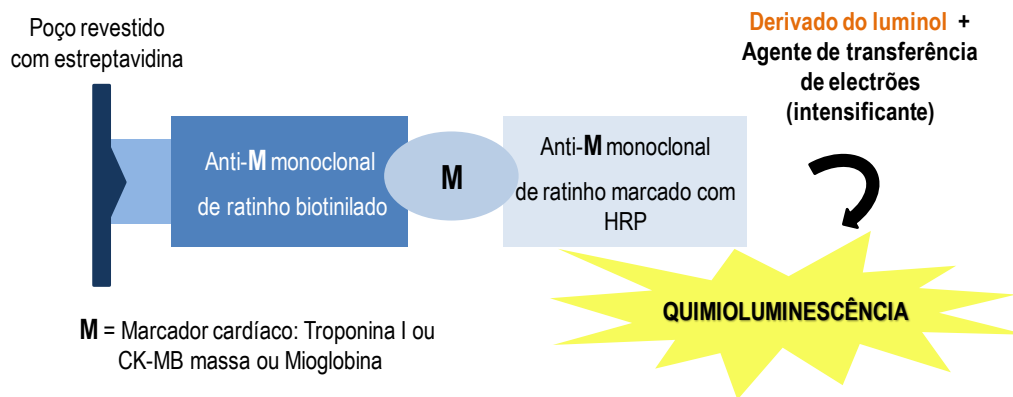 Poço revestido
com estreptavidina
Derivado do luminol +
Agente de transferência
de electrões
(intensificante)
Anti-M monoclonal
de ratinho biotinilado
M
Anti-M monoclonal
de ratinho marcado com
HRP
QUIMIOLUMINESCÊNCIA
M = Marcador cardíaco: Troponina I ou
CK-MB massa ou Mioglobina